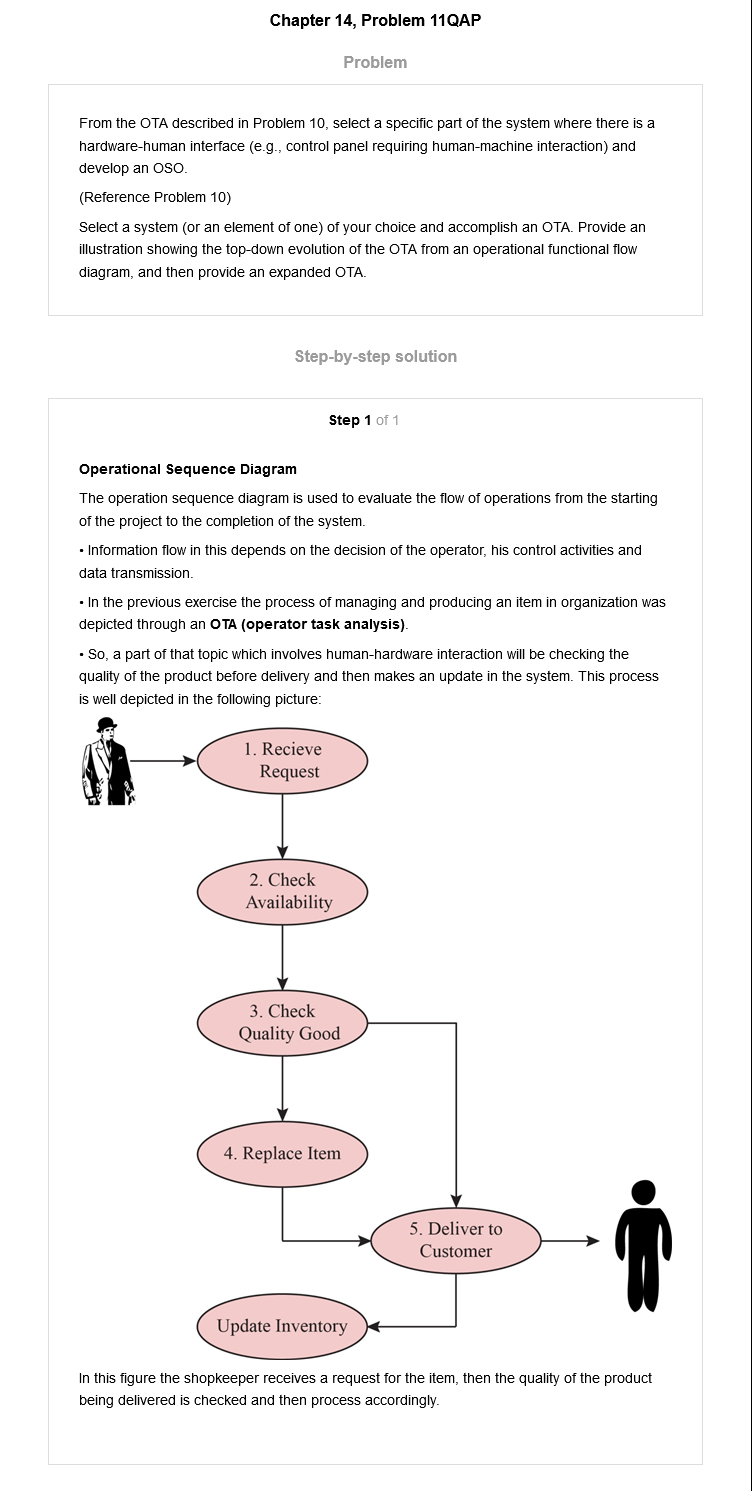 Chapter 14, Problem 11QAP
Problem
From the OTA described in Problem 10, select a specific part of the system where there is a
hardware-human interface (e.g., control panel requiring human-machine interaction) and
develop an OSO.
(Reference Problem 10)
Select a system (or an element of one) of your choice and accomplish an OTA. Provide an
illustration showing the top-down evolution of the OTA from an operational functional flow
diagram, and then provide an expanded OTA.
Step-by-step solution
Step 1 of 1
Operational Sequence Diagram
The operation sequence diagram is used to evaluate the flow of operations from the starting
of the project to the completion of the system.
• Information flow in this depends on the decision of the operator, his control activities and
data transmission.
• In the previous exercise the process of managing and producing an item in organization was
depicted through an OTA (operator task analysis).
• So, a part of that topic which involves human-hardware interaction will be checking the
quality of the product before delivery and then makes an update in the system. This process
is well depicted in the following picture:
1. Recieve
Request
2. Check
Availability
3. Check
Quality Good
4. Replace Item
5. Deliver to
Customer
Update Inventory
In this figure the shopkeeper receives a request for the item, then the quality of the product
being delivered is checked and then process accordingly.